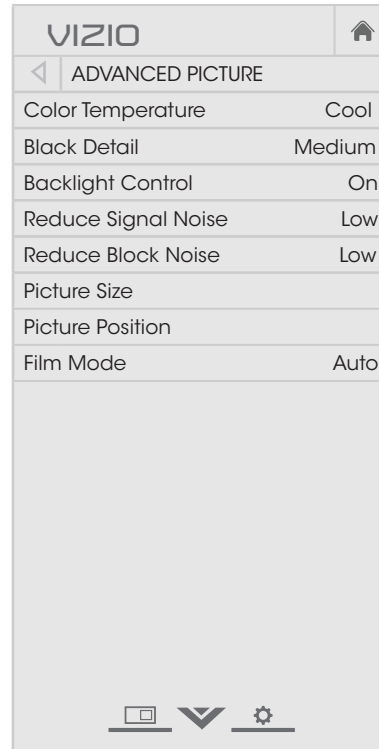 VIZIO
ADVANCED PICTURE
Color Temperature Cool
Black Detail Medium
Backlight Control On
Reduce Signal Noise Low
Reduce Block Noise Low
Picture Size
Picture Position
Film Mode Auto